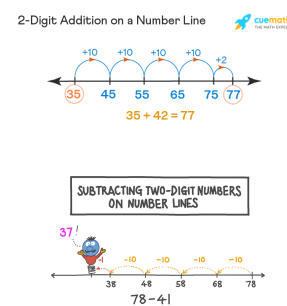 2-Digit Addition on a Number Line
cuemath
THE MATH EXPERT
+10 +10 +10 +10 +2
35 45 55 65 75 77
35 + 42 = 77
SUBTRACTING TWO-DIGIT NUMBERS
ON NUMBER LINES
37!
-1 -10 -10 -10 -10
38 48 58 68 78
78-41